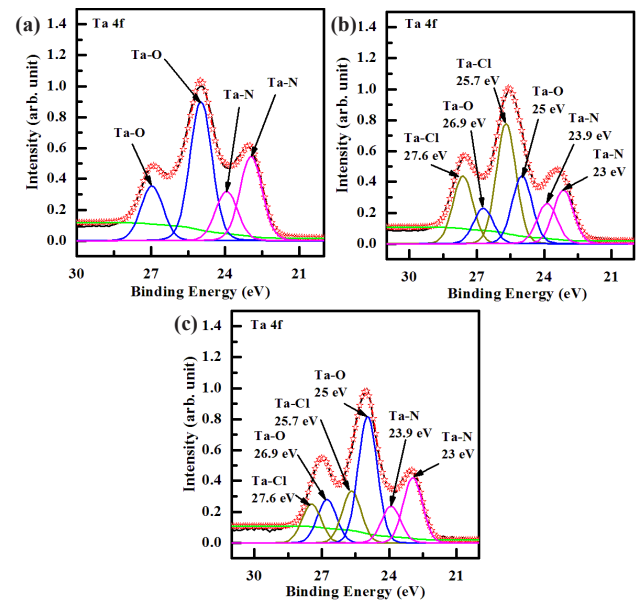 (a)
Ta 4f
1.4
1.2
1.0
0.8
0.6
0.4
0.2
0.0
Intensity (arb. unit)
Ta-O
Ta-O
Ta-N
Ta-N
30
27
24
21
Binding Energy (eV)
(b)
Ta 4f
1.4
1.2
1.0
0.8
0.6
0.4
0.2
0.0
Intensity (arb. unit)
Ta-Cl
25.7 eV
Ta-O
26.9 eV
Ta-Cl
27.6 eV
Ta-O
25 eV
Ta-N
23.9 eV
Ta-N
23 eV
30
27
24
21
Binding Energy (eV)
(c)
Ta 4f
1.4
1.2
1.0
0.8
0.6
0.4
0.2
0.0
Intensity (arb. unit)
Ta-O
25 eV
Ta-Cl
25.7 eV
Ta-O
26.9 eV
Ta-Cl
27.6 eV
Ta-N
23.9 eV
Ta-N
23 eV
30
27
24
21
Binding Energy (eV)